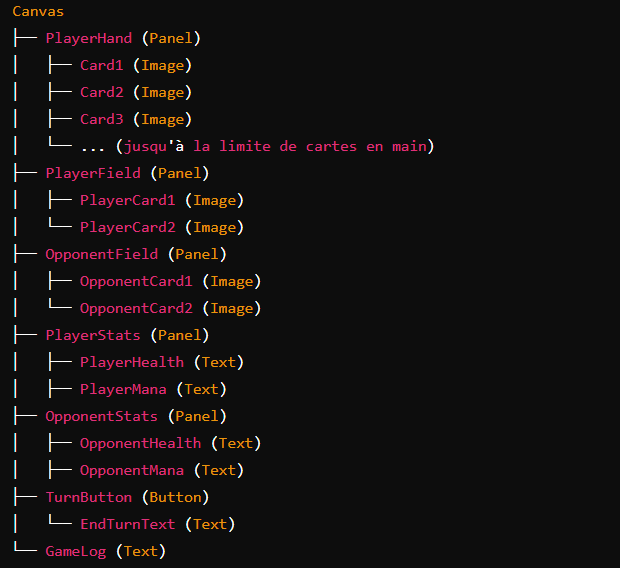 Canvas
├── PlayerHand (Panel)
│   ├── Card1 (Image)
│   ├── Card2 (Image)
│   ├── Card3 (Image)
│   └── ... (jusqu'à la limite de cartes en main)
├── PlayerField (Panel)
│   ├── PlayerCard1 (Image)
│   └── PlayerCard2 (Image)
├── OpponentField (Panel)
│   ├── OpponentCard1 (Image)
│   └── OpponentCard2 (Image)
├── PlayerStats (Panel)
│   ├── PlayerHealth (Text)
│   ├── PlayerMana (Text)
├── OpponentStats (Panel)
│   ├── OpponentHealth (Text)
│   ├── OpponentMana (Text)
├── TurnButton (Button)
│   └── EndTurnText (Text)
└── GameLog (Text)